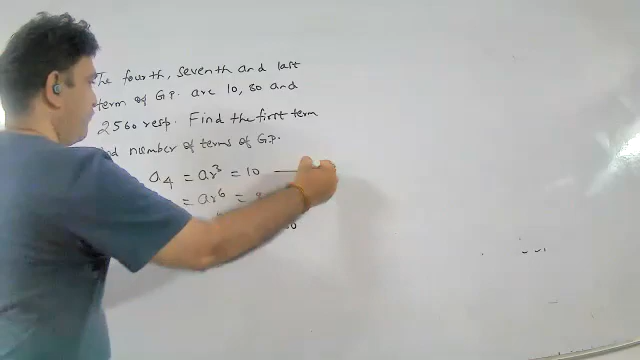 The fourth, seventh and last
term of G.P. are 10, 80 and
2560 resp. Find the first term
and number of terms of G.P.
a₄ = ar³ = 10
= ar⁶ =